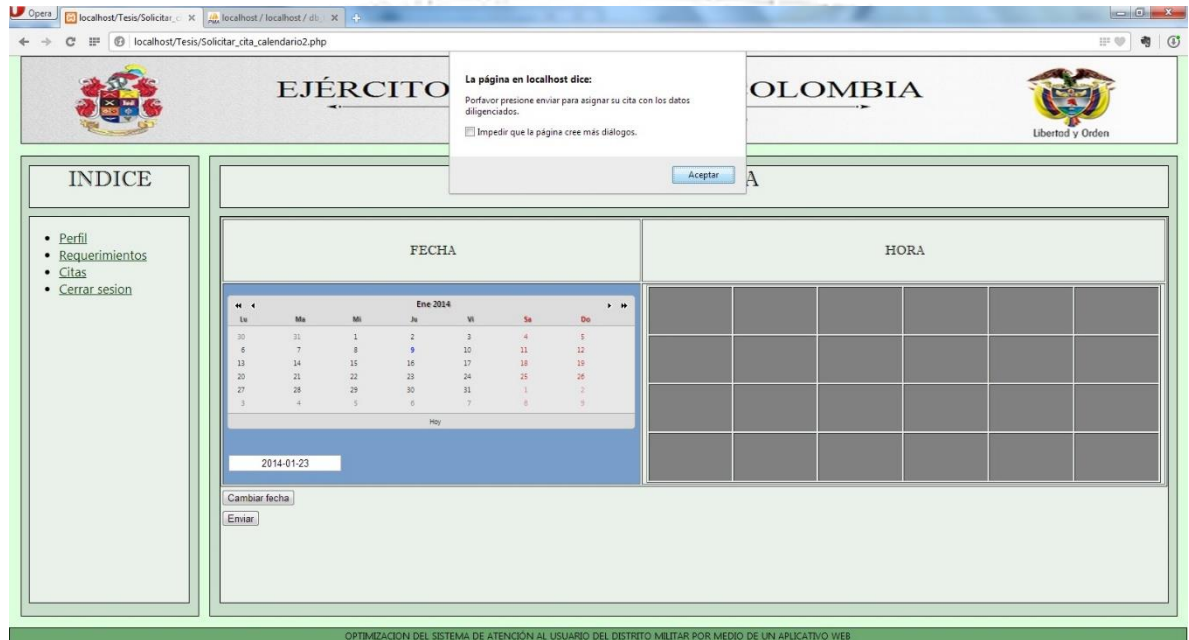 Opera
localhost/Tesis/Solicitar_c
localhost / localhost / db
localhost/Tesis/Solicitar_cita_calendario2.php
La página en localhost dice:
Porfavor presione enviar para asignar su cita con los datos
diligenciados.
Impedir que la página cree más diálogos.
Aceptar
EJÉRCITO OLOMBIA
Libertad y Orden
INDICE
A
Perfil
Requerimientos
Citas
Cerrar sesion
FECHA HORA
Ene 2014
Lu Ma Mi Ju Vi Sa Do
30 31 1 2 3 4 5
6 7 8 9 10 11 12
13 14 15 16 17 18 19
20 21 22 23 24 25 26
27 28 29 30 31 1 2
3 4 5 6 7 8 9
Hoy
2014-01-23
Cambiar fecha
Enviar
OPTIMIZACION DEL SISTEMA DE ATENCIÓN AL USUARIO DEL DISTRITO MILITAR POR MEDIO DE UN APLICATIVO WEB